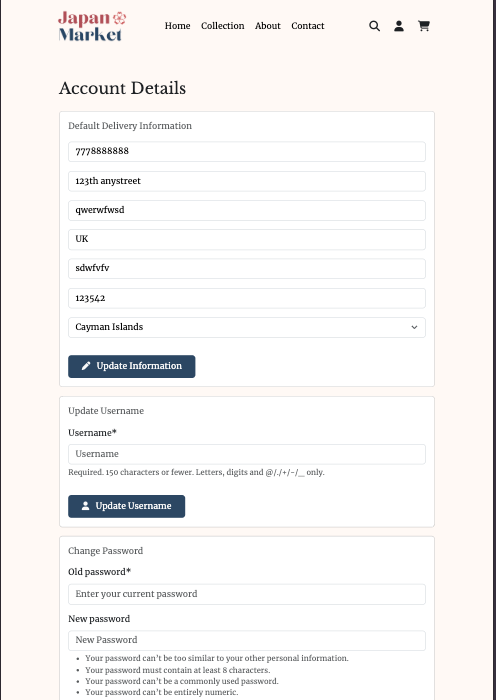 Japan
Market
Home Collection About Contact
Account Details
Default Delivery Information
7778888888
123th anystreet
qwerwfwsd
UK
sdwfvfv
123542
Cayman Islands
Update Information
Update Username
Username*
Username
Required. 150 characters or fewer. Letters, digits and @/./+/-/_ only.
Update Username
Change Password
Old password*
Enter your current password
New password
New Password
• Your password can't be too similar to your other personal information.
• Your password must contain at least 8 characters.
• Your password can't be a commonly used password.
• Your password can't be entirely numeric.